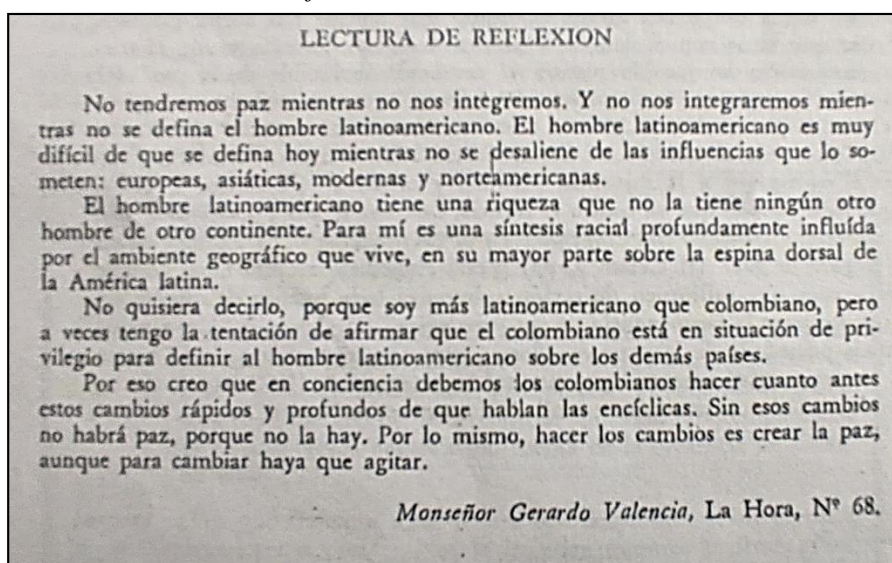 LECTURA DE REFLEXION
No tendremos paz mientras no nos intègremos. Y no nos integraremos mien-
tras no se defina el hombre latinoamericano. El hombre latinoamericano es muy
difícil de que se defina hoy mientras no se desaliene de las influencias que lo so-
meten: europeas, asiáticas, modernas y norteamericanas.
El hombre latinoamericano tiene una riqueza que no la tiene ningún otro
hombre de otro continente. Para mí es una síntesis racial profundamente influída
por el ambiente geográfico que vive, en su mayor parte sobre la espina dorsal de
la América latina.
No quisiera decirlo, porque soy más latinoamericano que colombiano, pero
a veces tengo la tentación de afirmar que el colombiano está en situación de pri-
vilegio para definir al hombre latinoamericano sobre los demás países.
Por eso creo que en conciencia debemos los colombianos hacer cuanto antes
estos cambios rápidos y profundos de que hablan las encíclicas. Sin esos cambios
no habrá paz, porque no la hay. Por lo mismo, hacer los cambios es crear la paz,
aunque para cambiar haya que agitar.
Monseñor Gerardo Valencia, La Hora, Nº 68.